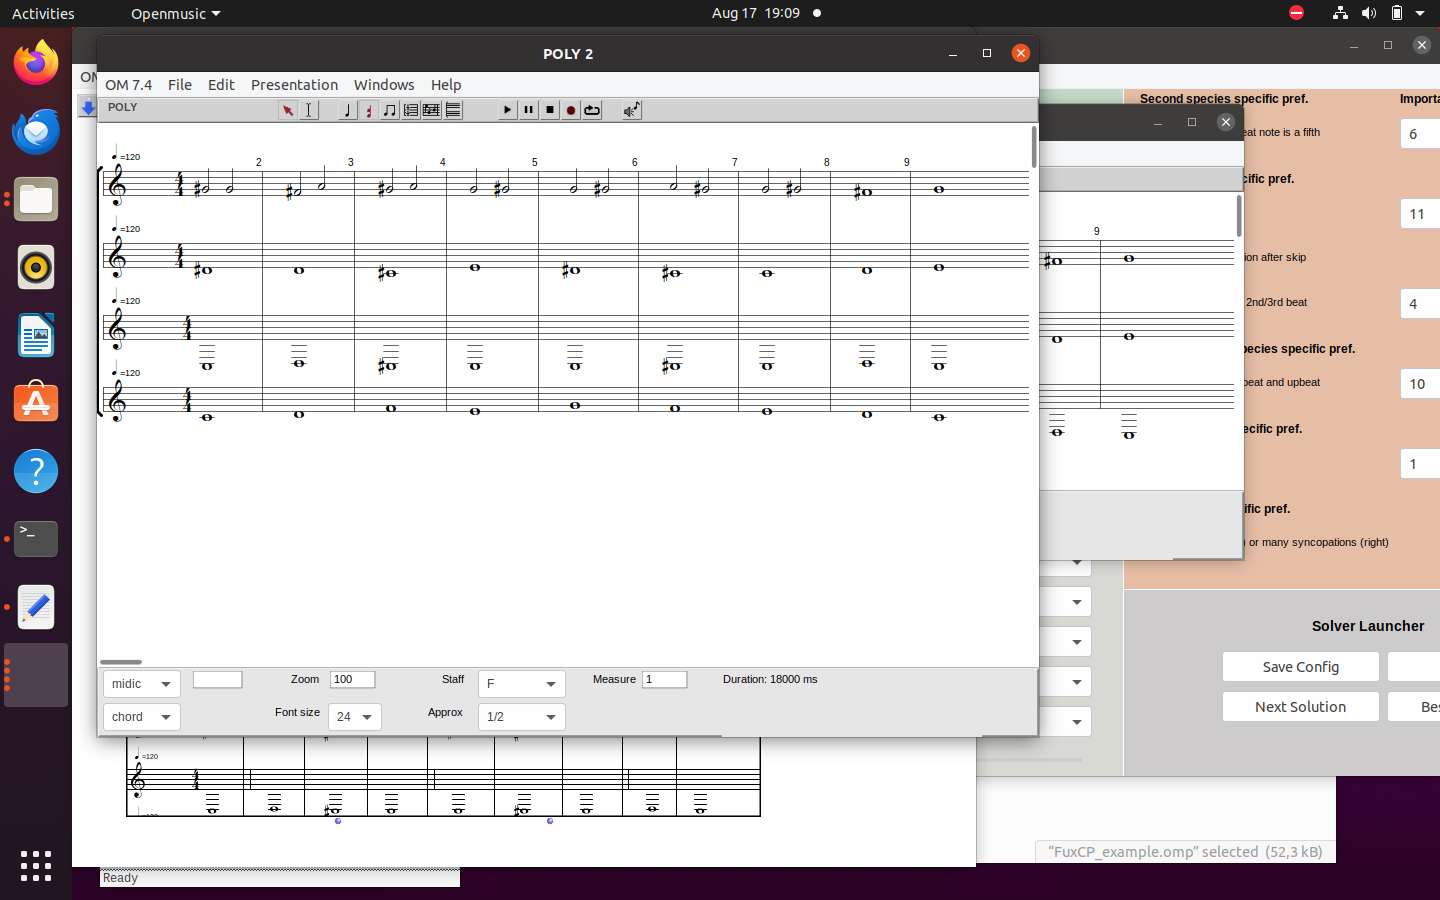 Activities
Openmusic
Aug 17 19:09
POLY 2
OM 7.4 File Edit Presentation Windows Help
POLY
=120
2 3 4 5 6 7 8 9
=120
=120
=120
midic
Zoom 100
Staff F
Measure 1
Duration: 18000 ms
chord
Font size 24
Approx 1/2
9
Second species specific pref.
Importa
eat note is a fifth
6
cific pref.
11
ion after skip
2nd/3rd beat
4
pecies specific pref.
beat and upbeat
10
ecific pref.
1
ific pref.
) or many syncopations (right)
Solver Launcher
Save Config
Next Solution
Bes
=120
"FuxCP_example.omp" selected (52,3 kB)
Ready